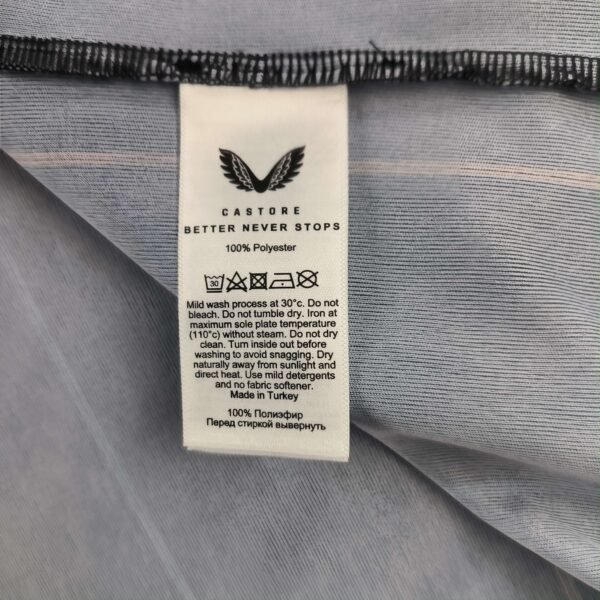 CASTORE
BETTER NEVER STOPS
100% Polyester
30
Mild wash process at 30°c. Do not
bleach. Do not tumble dry. Iron at
maximum sole plate temperature
(110°c) without steam. Do not dry
clean. Turn inside out before
washing to avoid snagging. Dry
naturally away from sunlight and
direct heat. Use mild detergents
and no fabric softener.
Made in Turkey
100% Полиэфир
Перед стиркой вывернуть